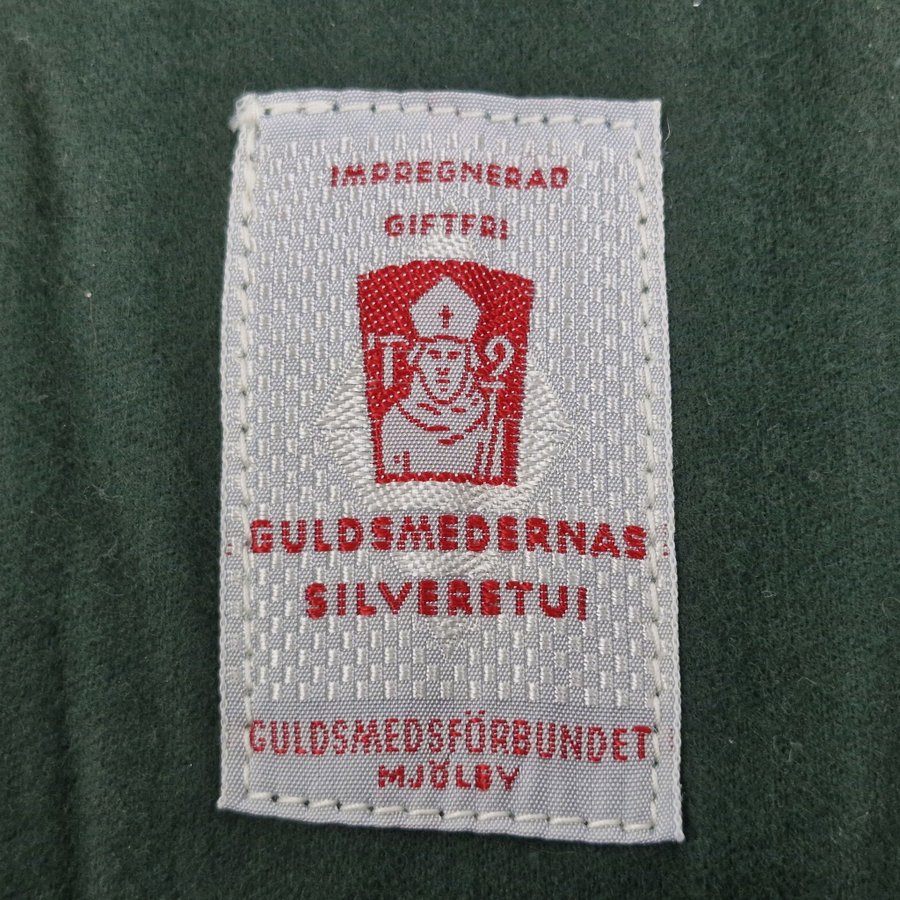 IMPREGNERAD
GIFTFRI
GULDSMEDERNAS
SILVERETUI
GULDSMEDSFÖRBUNDET
MJÖLBY